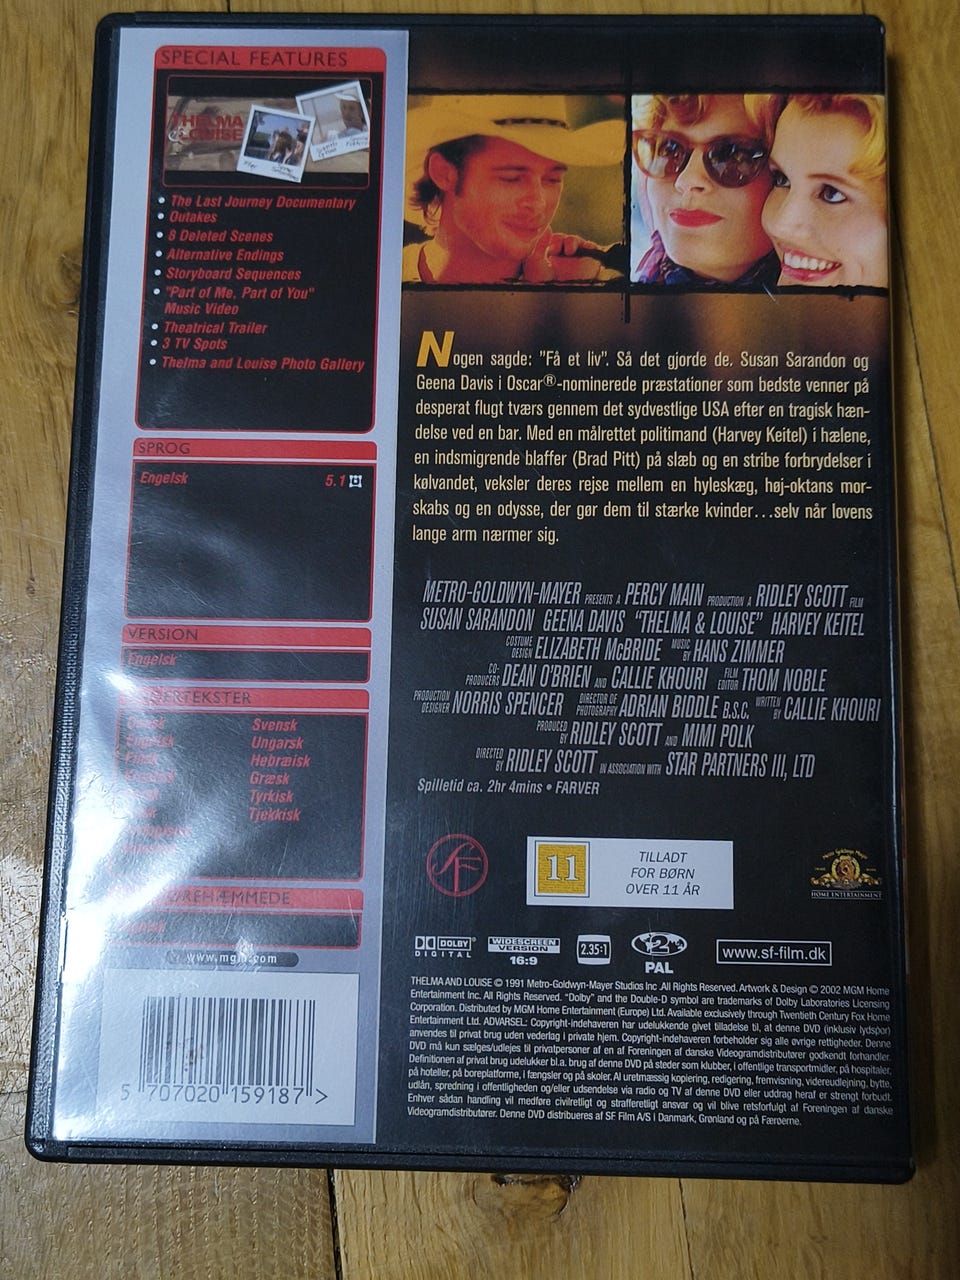 SPECIAL FEATURES
THELMA
& LOUISE
The Last Journey Documentary
Outakes
8 Deleted Scenes
Alternative Endings
Storyboard Sequences
"Part of Me, Part of You"
Music Video
Theatrical Trailer
3 TV Spots
Thelma and Louise Photo Gallery
SPROG
Engelsk 5.1
VERSION
Engelsk
Svensk
Ungarsk
Hebræisk
Græsk
Tyrkisk
Tjekkisk
www.mgm.com
5 707020 159187 >
Nogen sagde: "Få et liv". Så det gjorde de. Susan Sarandon og
Geena Davis i Oscar®-nominerede præstationer som bedste venner på
desperat flugt tværs gennem det sydvestlige USA efter en tragisk hæn-
delse ved en bar. Med en målrettet politimand (Harvey Keitel) i hælene,
en indsmigrende blaffer (Brad Pitt) på slæb og en stribe forbrydelser i
kølvandet, veksler deres rejse mellem en hyleskæg, høj-oktans mor-
skabs og en odysse, der gør dem til stærke kvinder...selv når lovens
lange arm nærmer sig.
METRO-GOLDWYN-MAYER PRESENTS A PERCY MAIN PRODUCTION A RIDLEY SCOTT FILM
SUSAN SARANDON GEENA DAVIS "THELMA & LOUISE" HARVEY KEITEL
COSTUME DESIGN ELIZABETH McBRIDE MUSIC BY HANS ZIMMER
CO-PRODUCERS DEAN O'BRIEN AND CALLIE KHOURI FILM EDITOR THOM NOBLE
PRODUCTION DESIGNER NORRIS SPENCER DIRECTOR OF PHOTOGRAPHY ADRIAN BIDDLE B.S.C. WRITTEN BY CALLIE KHOURI
PRODUCED BY RIDLEY SCOTT AND MIMI POLK
DIRECTED BY RIDLEY SCOTT IN ASSOCIATION WITH STAR PARTNERS III, LTD
Spilletid ca. 2hr 4mins • FARVER
SF
11
TILLADT
FOR BØRN
OVER 11 ÅR
Metro Goldwyn Mayer
HOME ENTERTAINMENT
DOLBY
DIGITAL
WIDESCREEN
VERSION
16:9
2.35:1
2
PAL
www.sf-film.dk
THELMA AND LOUISE © 1991 Metro-Goldwyn-Mayer Studios Inc .All Rights Reserved. Artwork & Design © 2002 MGM Home
Entertainment Inc. All Rights Reserved. "Dolby" and the Double-D symbol are trademarks of Dolby Laboratories Licensing
Corporation. Distributed by MGM Home Entertainment (Europe) Ltd. Available exclusively through Twentieth Century Fox Home
Entertainment Ltd. ADVARSEL: Copyright-indehaveren har udelukkende givet tilladelse til, at denne DVD (inklusiv lydspor)
anvendes til privat brug uden vederlag i private hjem. Copyright-indehaveren forbeholder sig alle øvrige rettigheder. Denne
DVD må kun sælges/udlejes til privatpersoner af en af Foreningen af danske Videogramdistributører godkendt forhandler.
Definitionen af privat brug udelukker bl.a. brug af denne DVD på steder som klubber, i offentlige transportmidler, på hospitaler,
på hoteller, på boreplatforme, i fængsler og på skoler. Al uretmæssig kopiering, redigering, fremvisning, videreudlejning, bytte,
udlån, spredning i offentligheden og/eller udsendelse via radio og TV af denne DVD eller uddrag heraf er strengt forbudt.
Enhver sådan handling vil medføre civilretligt og strafferetligt ansvar og vil blive retsforfulgt af Foreningen af danske
Videogramdistributører. Denne DVD distribueres af SF Film A/S i Danmark, Grønland og på Færøerne.